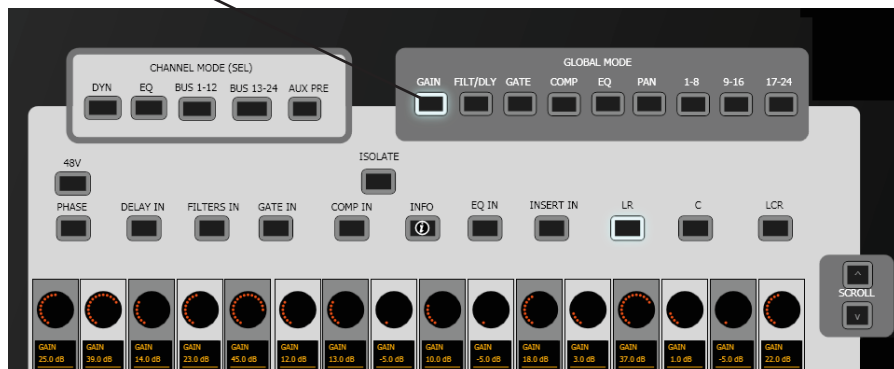 CHANNEL MODE (SEL)
DYN EQ BUS 1-12 BUS 13-24 AUX PRE
GLOBAL MODE
GAIN FILT/DLY GATE COMP EQ PAN 1-8 9-16 17-24
48V
ISOLATE
PHASE DELAY IN FILTERS IN GATE IN COMP IN INFO EQ IN INSERT IN LR C LCR
i
^
SCROLL
v
GAIN GAIN GAIN GAIN GAIN GAIN GAIN GAIN GAIN GAIN GAIN GAIN GAIN GAIN GAIN GAIN
25.0 dB 39.0 dB 14.0 dB 23.0 dB 45.0 dB 12.0 dB 13.0 dB -5.0 dB 10.0 dB -5.0 dB 18.0 dB 3.0 dB 37.0 dB 1.0 dB -5.0 dB 22.0 dB